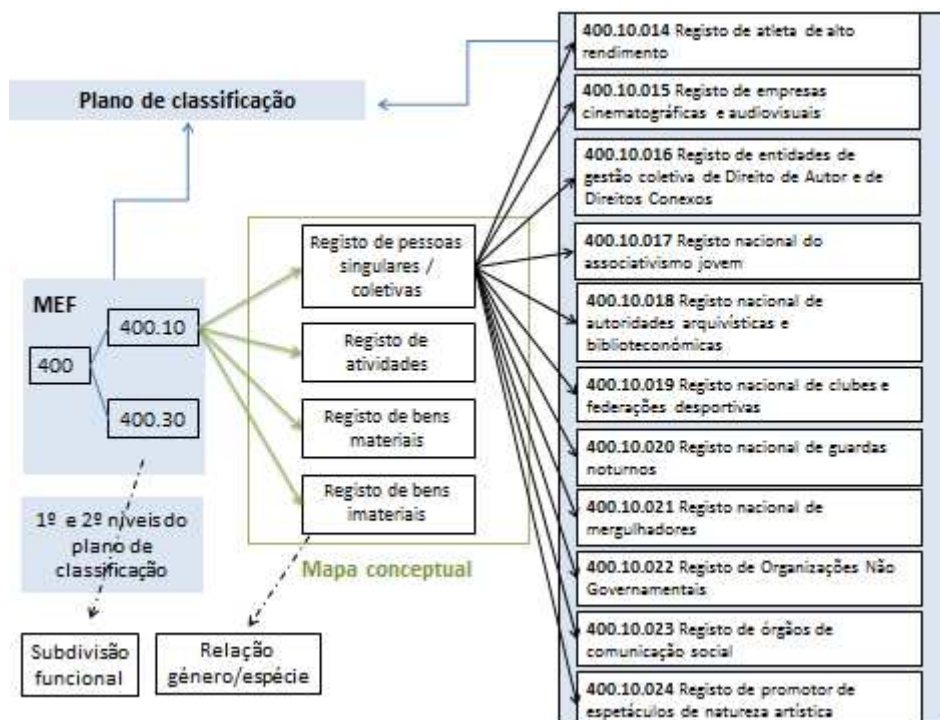 Plano de classificação
MEF
400
400.10
400.30
1º e 2º níveis do
plano de
classificação
Subdivisão
funcional
Registo de pessoas
singulares /
coletivas
Registo de
atividades
Registo de bens
materiais
Registo de bens
imateriais
Mapa conceptual
Relação
género/espécie
400.10.014 Registo de atleta de alto
rendimento
400.10.015 Registo de empresas
cinematográficas e audiovisuais
400.10.016 Registo de entidades de
gestão coletiva de Direito de Autor e de
Direitos Conexos
400.10.017 Registo nacional do
associativismo jovem
400.10.018 Registo nacional de
autoridades arquivísticas e
biblioteconómicas
400.10.019 Registo nacional de clubes e
federações desportivas
400.10.020 Registo nacional de guardas
noturnos
400.10.021 Registo nacional de
mergulhadores
400.10.022 Registo de Organizações Não
Governamentais
400.10.023 Registo de órgãos de
comunicação social
400.10.024 Registo de promotor de
espetáculos de natureza artística